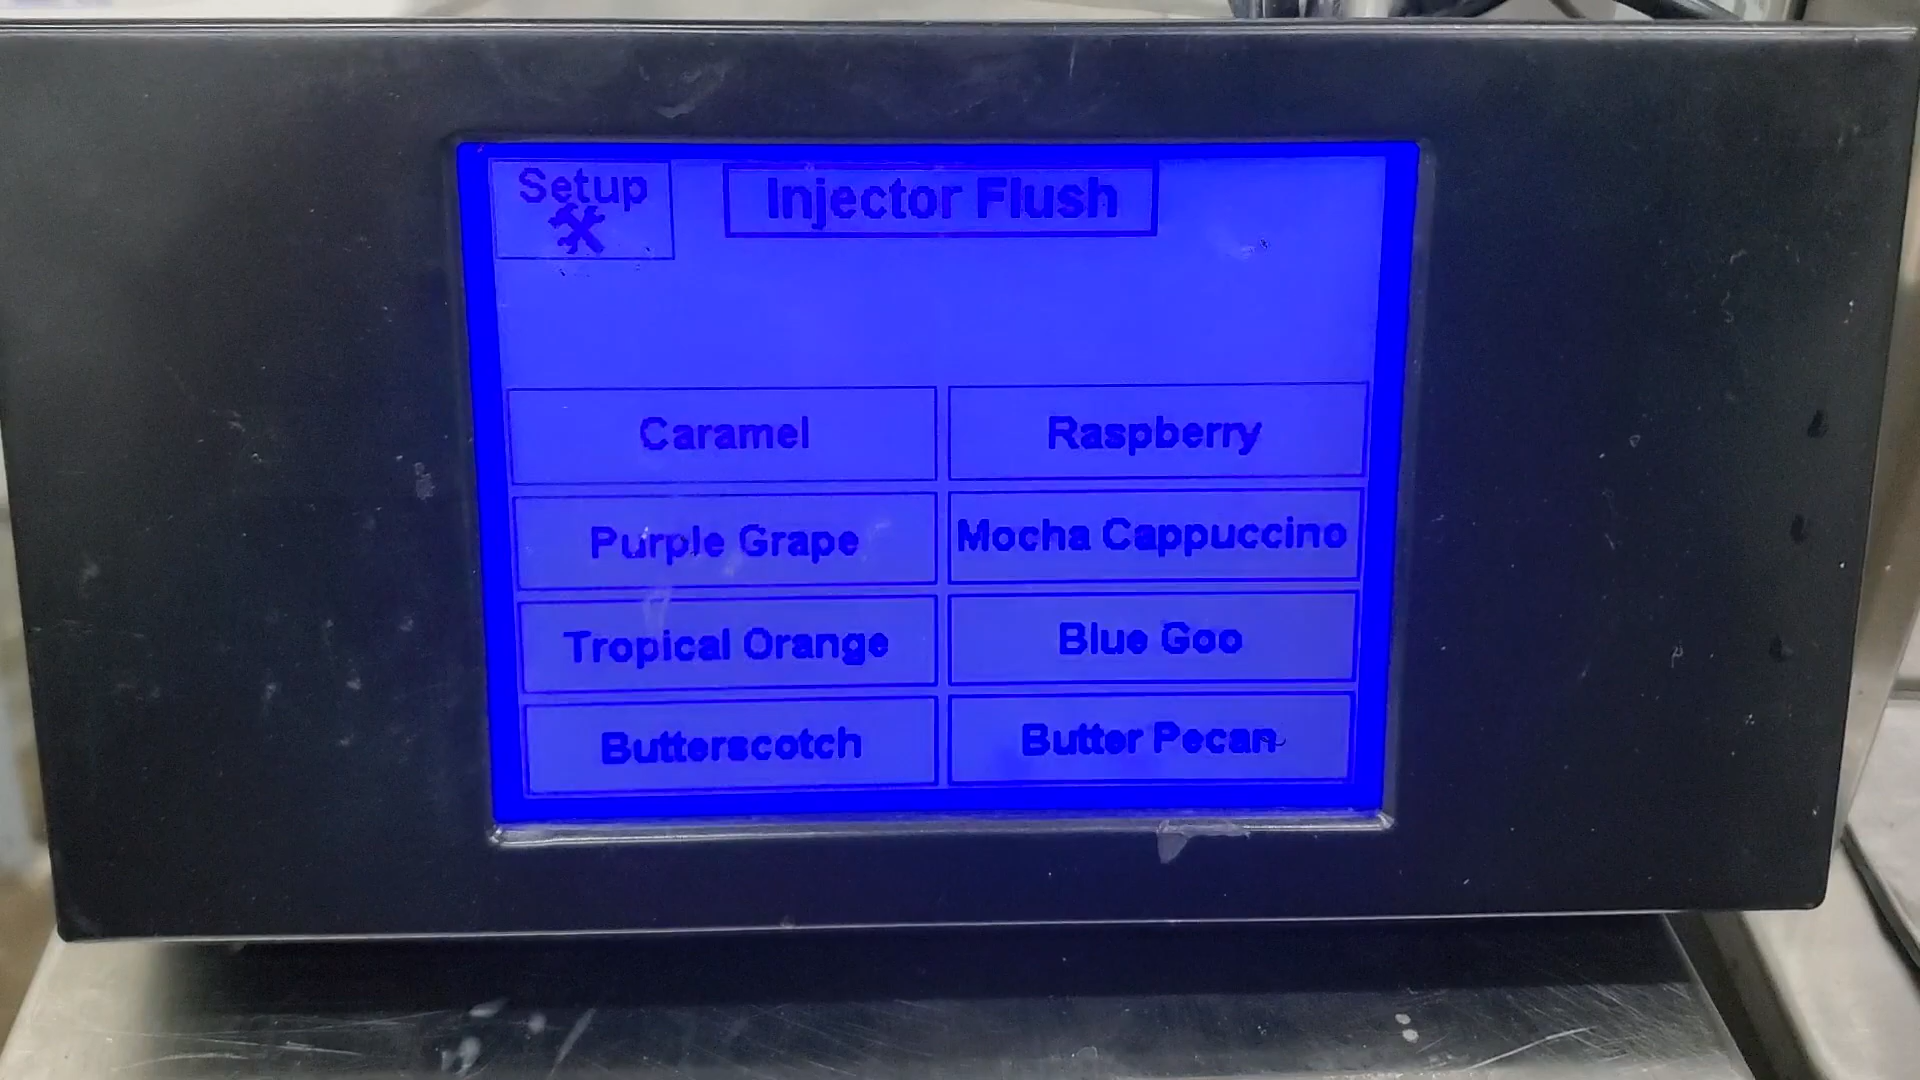 Setup
Injector Flush
Caramel
Raspberry
Purple Grape
Mocha Cappuccino
Tropical Orange
Blue Goo
Butterscotch
Butter Pecan